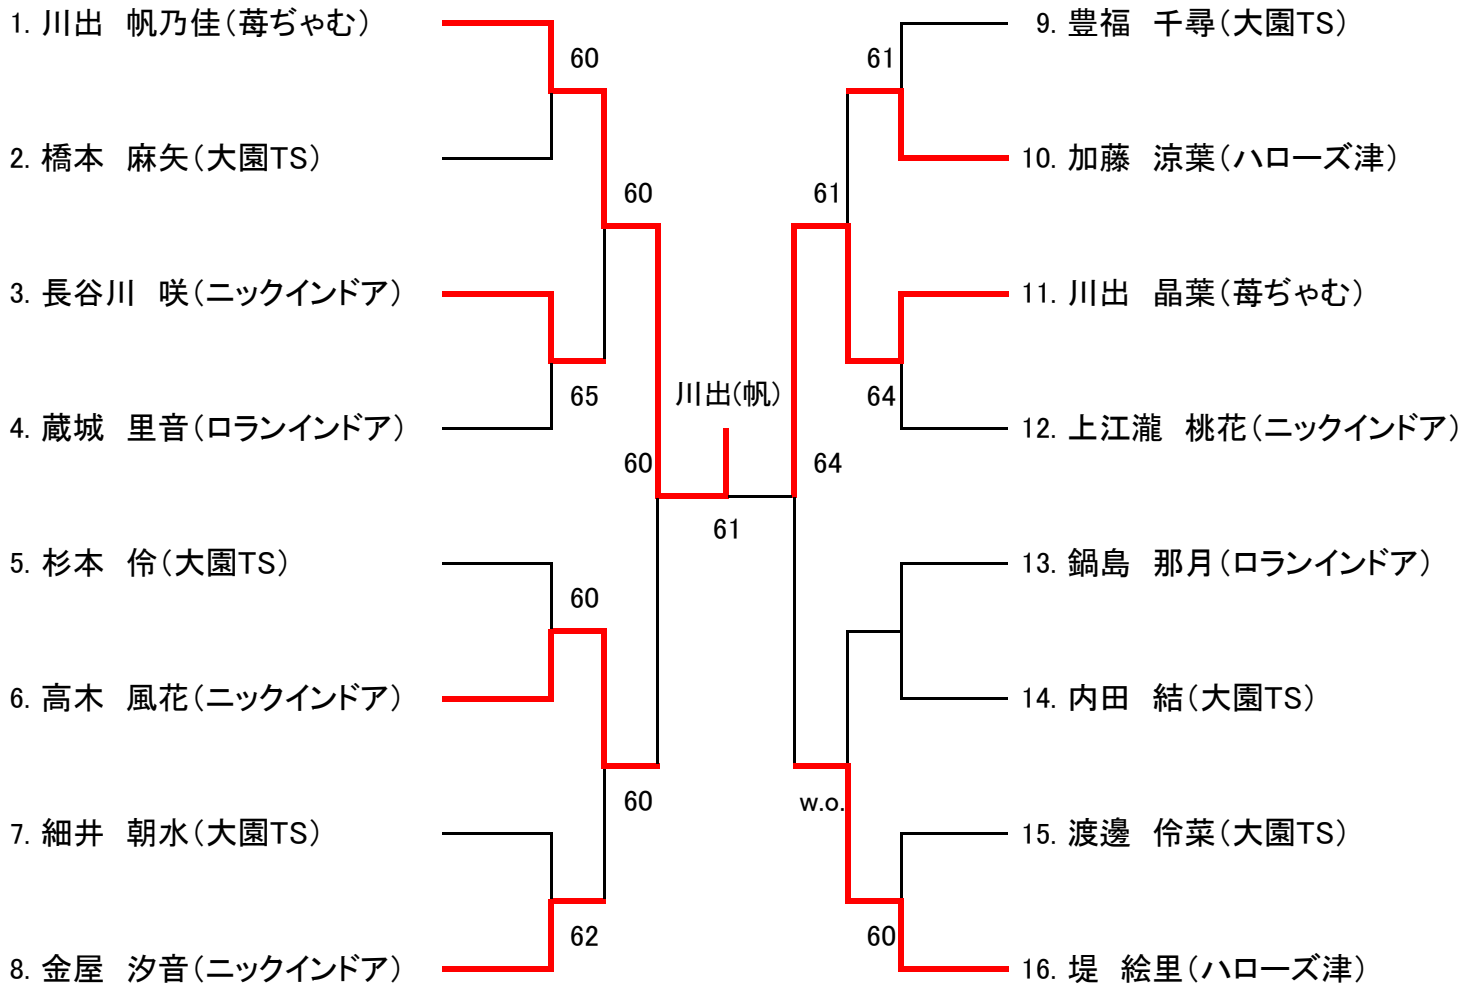 1. 川出　帆乃佳（苺ぢゃむ）
60
2. 橋本　麻矢（大園TS）
60
3. 長谷川　咲（ニックインドア）
65
4. 蔵城　里音（ロランインドア）
60
5. 杉本　伶（大園TS）
60
6. 高木　風花（ニックインドア）
60
7. 細井　朝水（大園TS）
62
8. 金屋　汐音（ニックインドア）
川出(帆)
61
9. 豊福　千尋（大園TS）
61
10. 加藤　涼葉（ハローズ津）
61
11. 川出　晶葉（苺ぢゃむ）
64
12. 上江瀧　桃花（ニックインドア）
64
13. 鍋島　那月（ロランインドア）
14. 内田　結（大園TS）
w.o.
15. 渡邊　伶菜（大園TS）
60
16. 堤　絵里（ハローズ津）